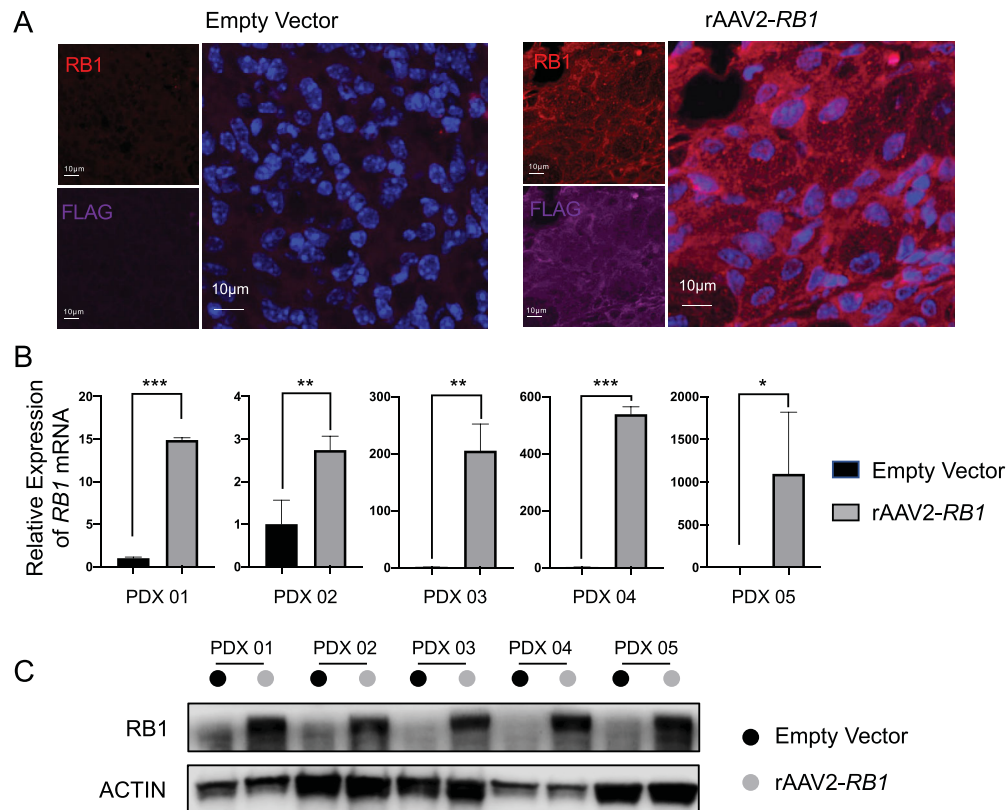 A
Empty Vector
rAAV2-RB1
RB1
10µm
FLAG
10µm
10µm
RB1
10µm
FLAG
10µm
10µm
B
Relative Expression
of RB1 mRNA
***
20
15
10
5
0
PDX 01
**
4
3
2
1
0
PDX 02
**
300
200
100
0
PDX 03
***
600
400
200
0
PDX 04
*
2000
1500
1000
500
0
PDX 05
Empty Vector
rAAV2-RB1
C
PDX 01 PDX 02 PDX 03 PDX 04 PDX 05
RB1
ACTIN
Empty Vector
rAAV2-RB1